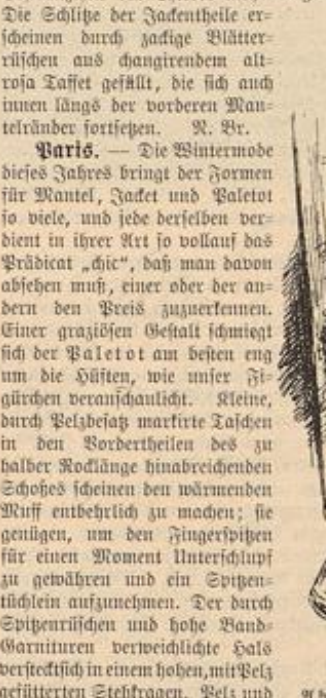 Die Schlitze der Jackentheile er=
scheinen durch zackige Blätter=
rüschen aus changirendem alt=
rosa Taffet gefüllt, die sich auch
innen längs der vorderen Man=
telränder fortsetzen. N. Br.
Paris. — Die Wintermode
dieses Jahres bringt der Formen
für Mantel, Jacket und Paletot
so viele, und jede derselben ver=
dient in ihrer Art so vollauf das
Prädicat „chic“, daß man davon
absehen muß, einer oder der an=
dern den Preis zuzuerkennen.
Einer graziösen Gestalt schmiegt
sich der Paletot am besten eng
um die Hüften, wie unser Fi=
gürchen veranschaulicht. Kleine,
durch Pelzbesatz markirte Taschen
in den Vordertheilen des zu
halber Rocklänge hinabreichenden
Schoßes scheinen den wärmenden
Muff entbehrlich zu machen; sie
genügen, um den Fingerspitzen
für einen Moment Unterschlupf
zu gewähren und ein Spitzen=
tüchlein aufzunehmen. Der durch
Spitzenrüschen und hohe Band=
Garnituren verweichlichte Hals
versteckt sich in einem hohen, mit Pelz
gefütterten Stehkragen. Pelz und